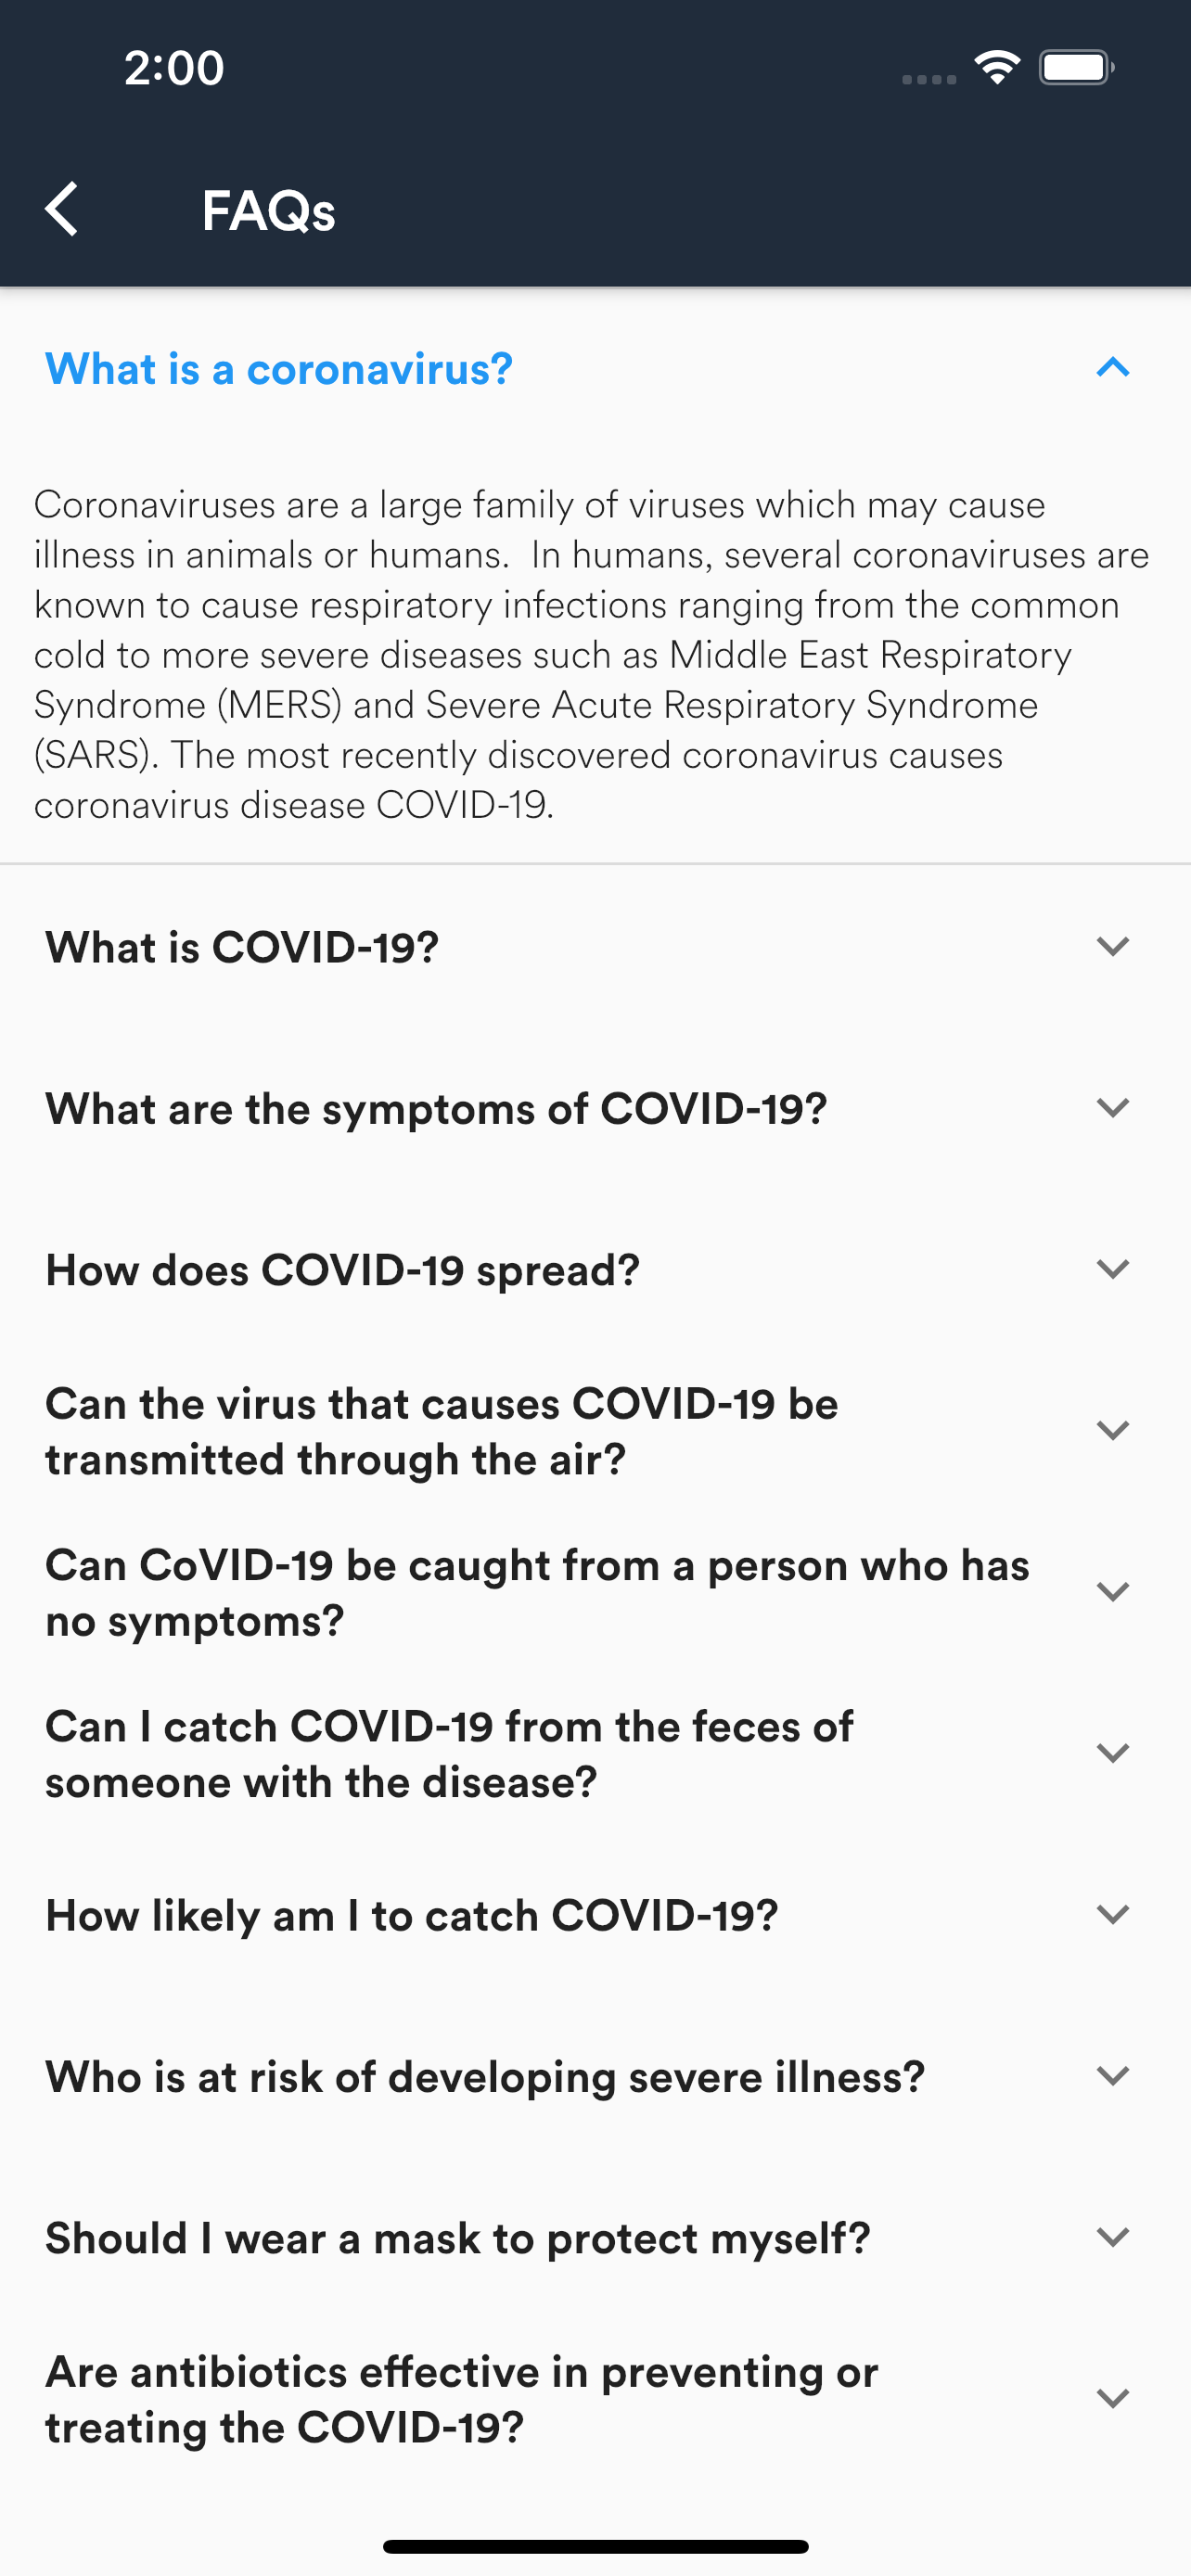 2:00
FAQs
What is a coronavirus?
Coronaviruses are a large family of viruses which may cause
illness in animals or humans.  In humans, several coronaviruses are
known to cause respiratory infections ranging from the common
cold to more severe diseases such as Middle East Respiratory
Syndrome (MERS) and Severe Acute Respiratory Syndrome
(SARS). The most recently discovered coronavirus causes
coronavirus disease COVID-19.
What is COVID-19?
What are the symptoms of COVID-19?
How does COVID-19 spread?
Can the virus that causes COVID-19 be
transmitted through the air?
Can CoVID-19 be caught from a person who has
no symptoms?
Can I catch COVID-19 from the feces of
someone with the disease?
How likely am I to catch COVID-19?
Who is at risk of developing severe illness?
Should I wear a mask to protect myself?
Are antibiotics effective in preventing or
treating the COVID-19?